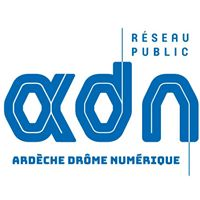 RÉSEAU
PUBLIC
adn
ARDÈCHE DRÔME NUMÉRIQUE